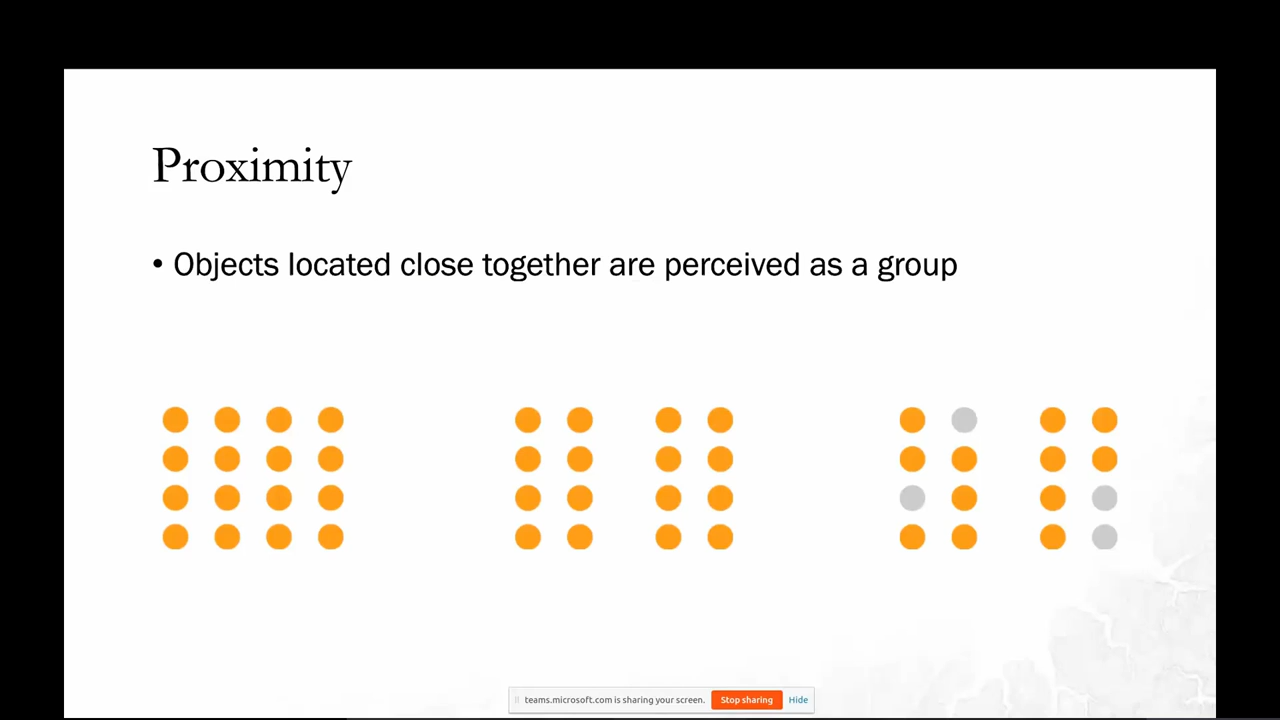 Proximity
• Objects located close together are perceived as a group
teams.microsoft.com is sharing your screen. Stop sharing Hide